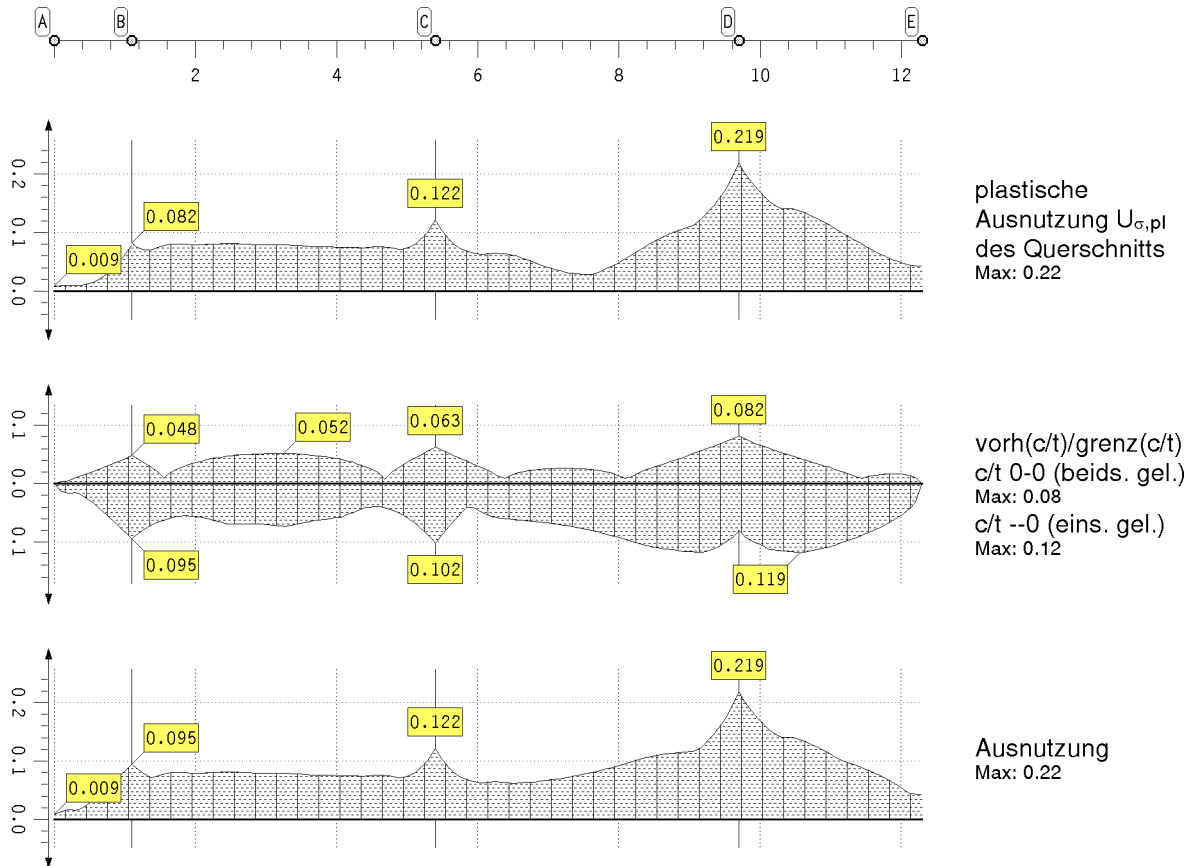 A B C D E
2 4 6 8 10 12
0.219
0.2
0.122
0.082
0.1
0.009
0.0
plastische
Ausnutzung Uσ,pl
des Querschnitts
Max: 0.22
0.1
0.048
0.052
0.063
0.082
0.0
0.1
0.095
0.102
0.119
vorh(c/t)/grenz(c/t)
c/t 0-0 (beids. gel.)
Max: 0.08
c/t --0 (eins. gel.)
Max: 0.12
0.219
0.2
0.122
0.095
0.1
0.009
0.0
Ausnutzung
Max: 0.22